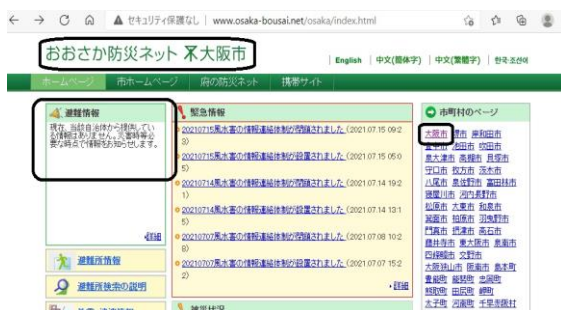 セキュリティ保護なし | www.osaka-bousai.net/osaka/index.html
おおさか防災ネット 大阪市
English | 中文(簡体字) | 中文(繁體字) | 한국·조선어
ホームページ 市ホームページ 府の防災ネット 携帯サイト
避難情報
現在、当該自治体から提供してい
る情報はありません。災害時等必
要な時点で情報をお知らせします。
詳細
避難所情報
避難所検索の説明
緊急情報
20210715風水害の情報連絡体制が閉鎖されました(2021.07.15 09:2
3)
20210715風水害の情報連絡体制が設置されました(2021.07.15 05:0
5)
20210714風水害の情報連絡体制が閉鎖されました(2021.07.14 19:2
1)
20210714風水害の情報連絡体制が設置されました(2021.07.14 13:1
5)
20210707風水害の情報連絡体制が閉鎖されました(2021.07.08 10:2
8)
20210707風水害の情報連絡体制が設置されました(2021.07.07 15:2
2)
詳細
被災状況
市町村のページ
大阪市 堺市 岸和田市
豊中市 池田市 吹田市
泉大津市 高槻市 貝塚市
守口市 枚方市 茨木市
八尾市 泉佐野市 富田林市
寝屋川市 河内長野市
松原市 大東市 和泉市
箕面市 柏原市 羽曳野市
門真市 摂津市 高石市
藤井寺市 東大阪市 泉南市
四條畷市 交野市
大阪狭山市 阪南市 島本町
豊能町 能勢町 忠岡町
熊取町 田尻町 岬町
太子町 河南町 千早赤阪村